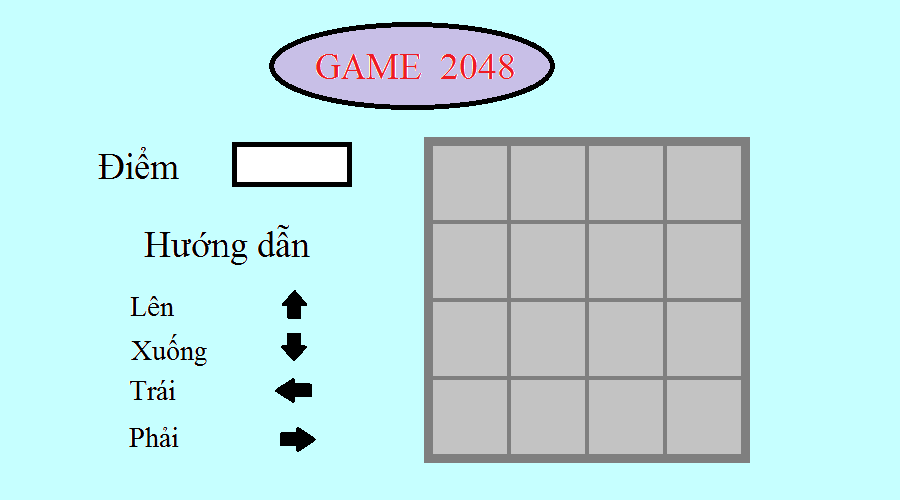 GAME 2048
Điểm
Hướng dẫn
Lên
Xuống
Trái
Phải